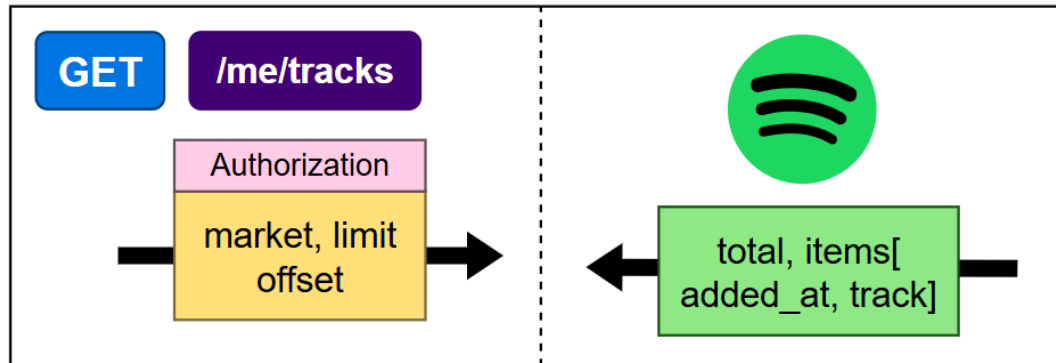 GET
/me/tracks
Authorization
market, limit
offset
total, items[
added_at, track]